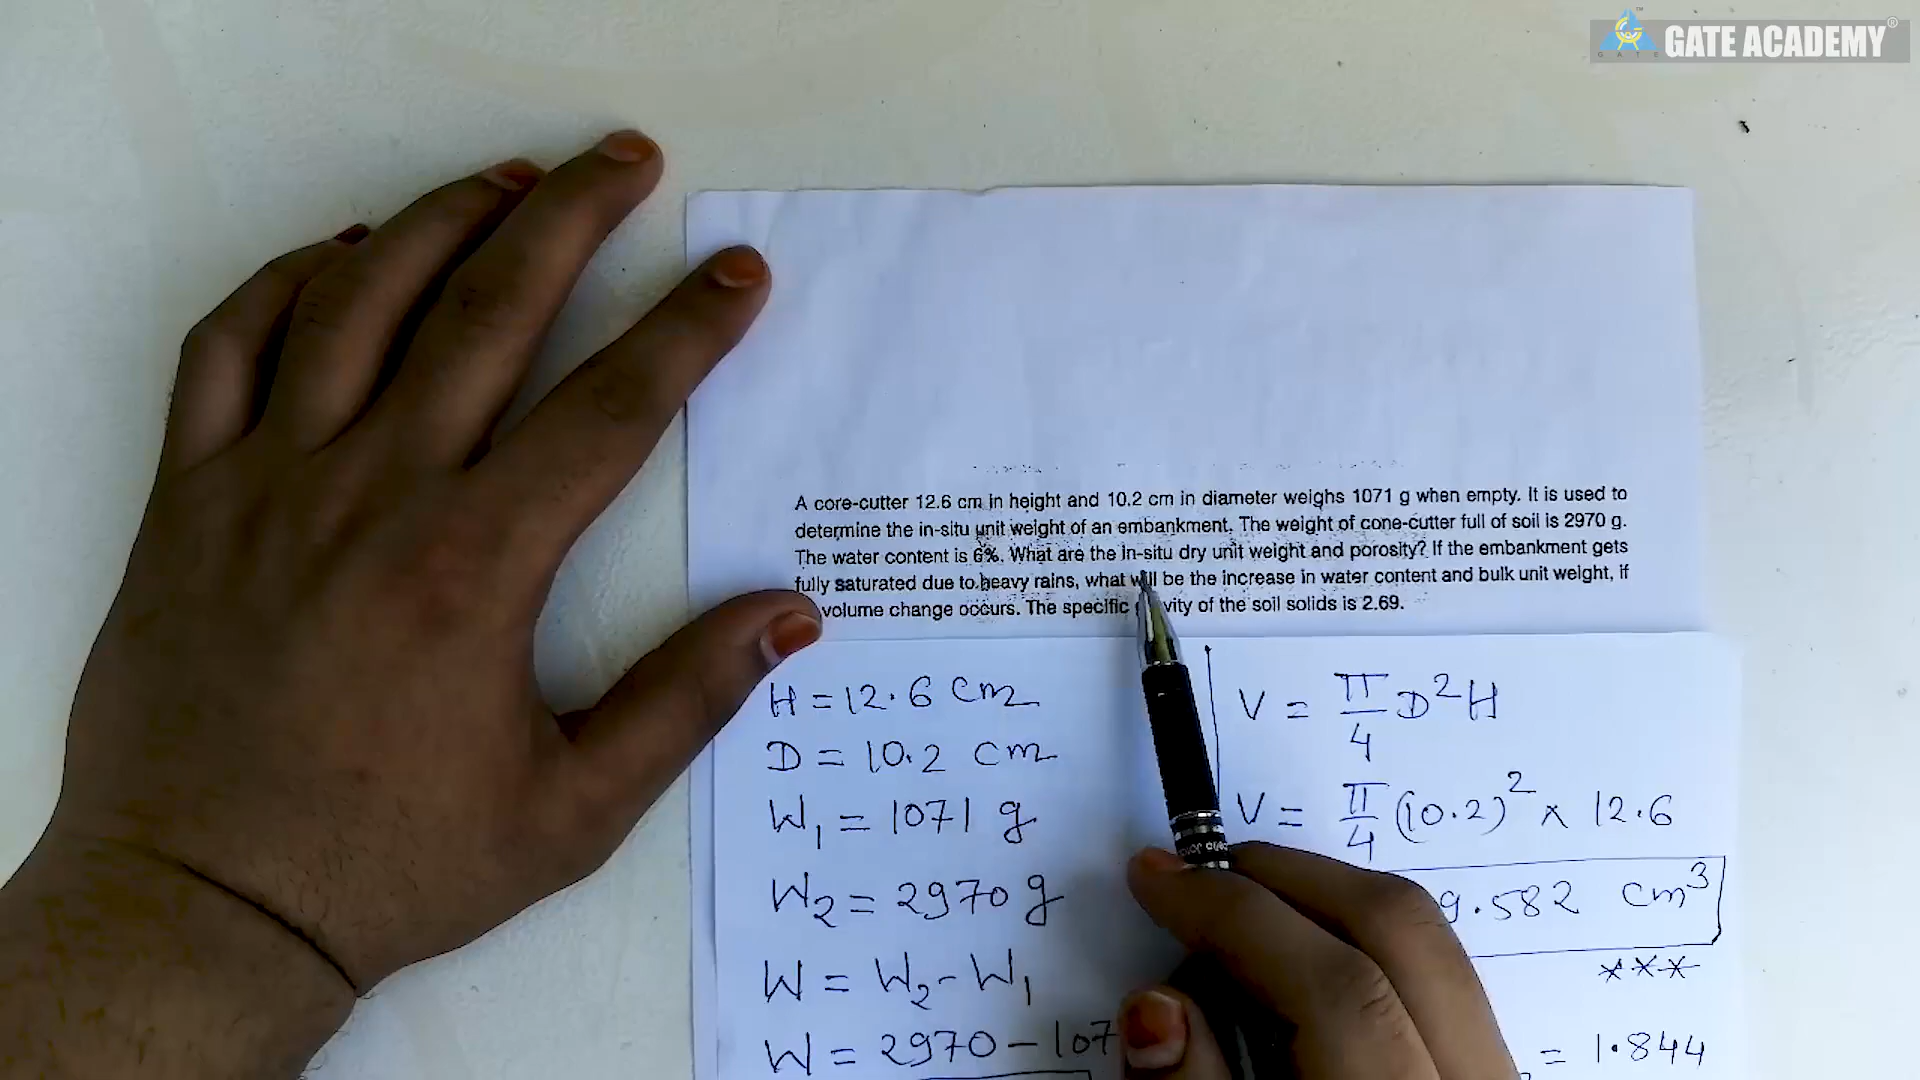 GATE ACADEMY®
GATE
A core-cutter 12.6 cm in height and 10.2 cm in diameter weighs 1071 g when empty. It is used to
determine the in-situ unit weight of an embankment. The weight of cone-cutter full of soil is 2970 g.
The water content is 6%. What are the in-situ dry unit weight and porosity? If the embankment gets
fully saturated due to heavy rains, what will be the increase in water content and bulk unit weight, if
volume change occurs. The specific of the soil solids is 2.69.
H = 12.6 cm
D = 10.2 cm
W₁ = 1071 g
W₂ = 2970 g
W = W₂ - W₁
W = 2970 - 107
V = π/4 D²H
V = π/4 (10.2)² × 12.6
9.582 cm³
***
= 1.844